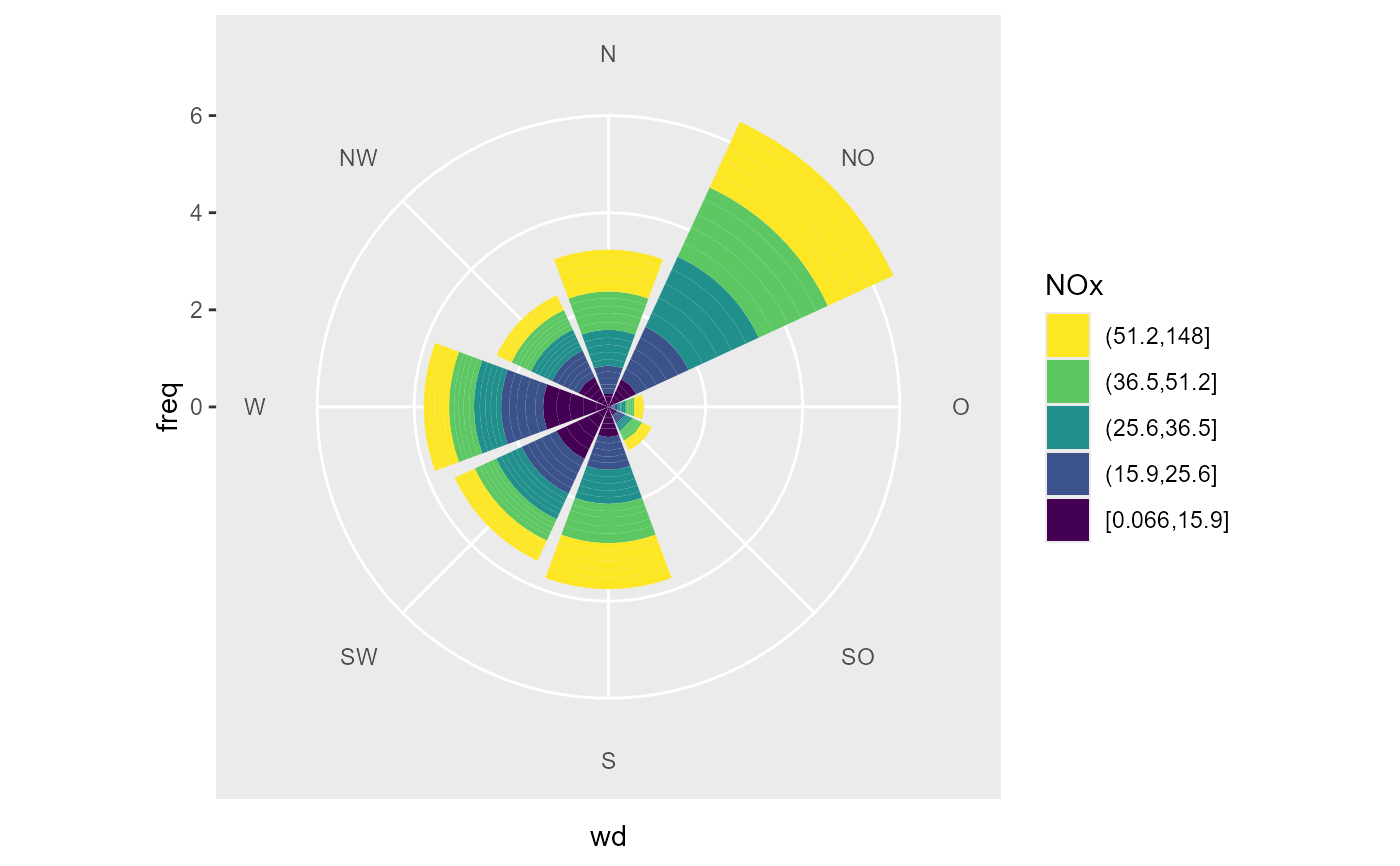 N
6
NW
NO
4
2
freq
0
W
O
SW
SO
S
wd
NOx
(51.2,148]
(36.5,51.2]
(25.6,36.5]
(15.9,25.6]
[0.066,15.9]